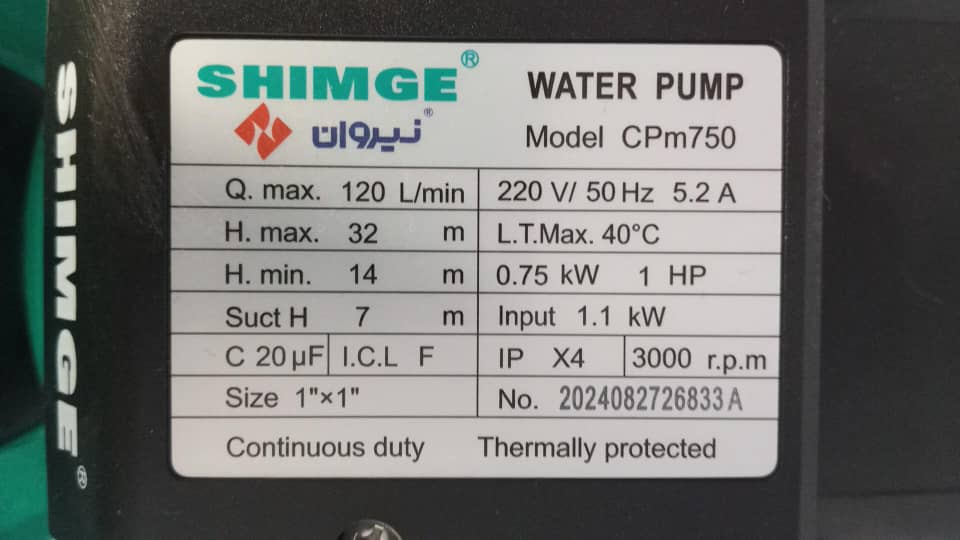 SHIMGE®
SHIMGE® WATER PUMP
نیروان® Model CPm750
Q. max. 120 L/min 220 V/ 50 Hz 5.2 A
H. max. 32 m L.T.Max. 40°C
H. min. 14 m 0.75 kW 1 HP
Suct H 7 m Input 1.1 kW
C 20 µF I.C.L F IP X4 3000 r.p.m
Size 1"×1" No. 2024082726833A
Continuous duty Thermally protected